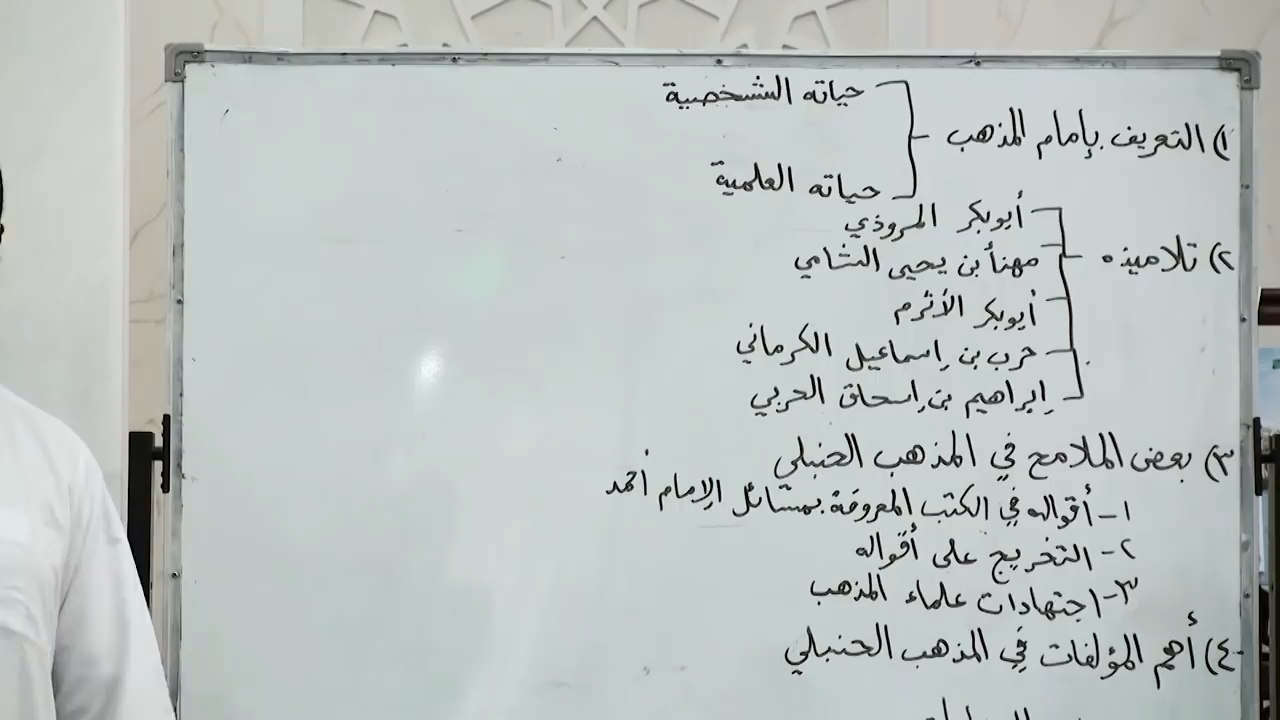 ١) التعريف بإمام المذهب
حياته الشخصية
حياته العلمية
٢) تلاميذه
أبوبكر المروذي
مهنأ بن يحيى الشامي
أبوبكر الأثرم
حرب بن إسماعيل الكرماني
إبراهيم بن إسحاق الحربي
٣) بعض الملامح في المذهب الحنبلي
١- أقواله في الكتب المعروفة بمسائل الإمام أحمد
٢- التخريج على أقواله
٣- اجتهادات علماء المذهب
٤) أهم المؤلفات في المذهب الحنبلي